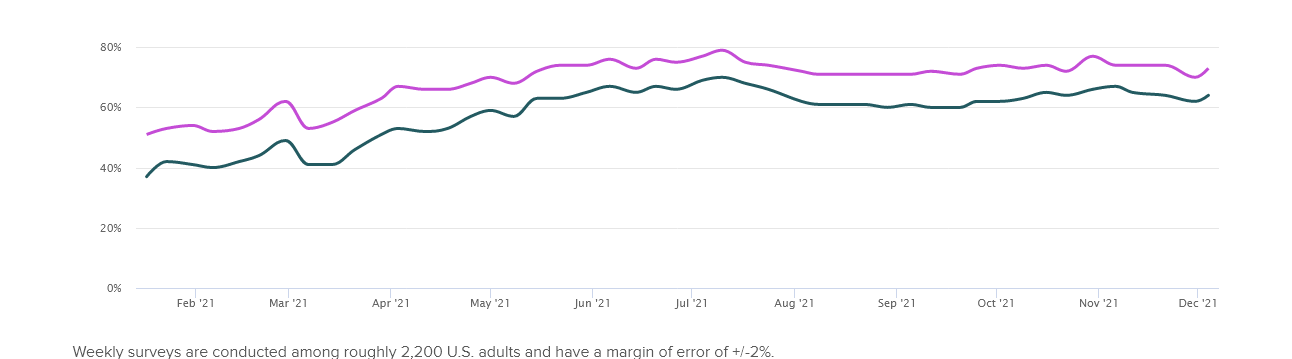 80%
60%
40%
20%
0%
Feb '21 Mar '21 Apr '21 May '21 Jun '21 Jul '21 Aug '21 Sep '21 Oct '21 Nov '21 Dec '21
Weekly surveys are conducted among roughly 2,200 U.S. adults and have a margin of error of +/-2%.